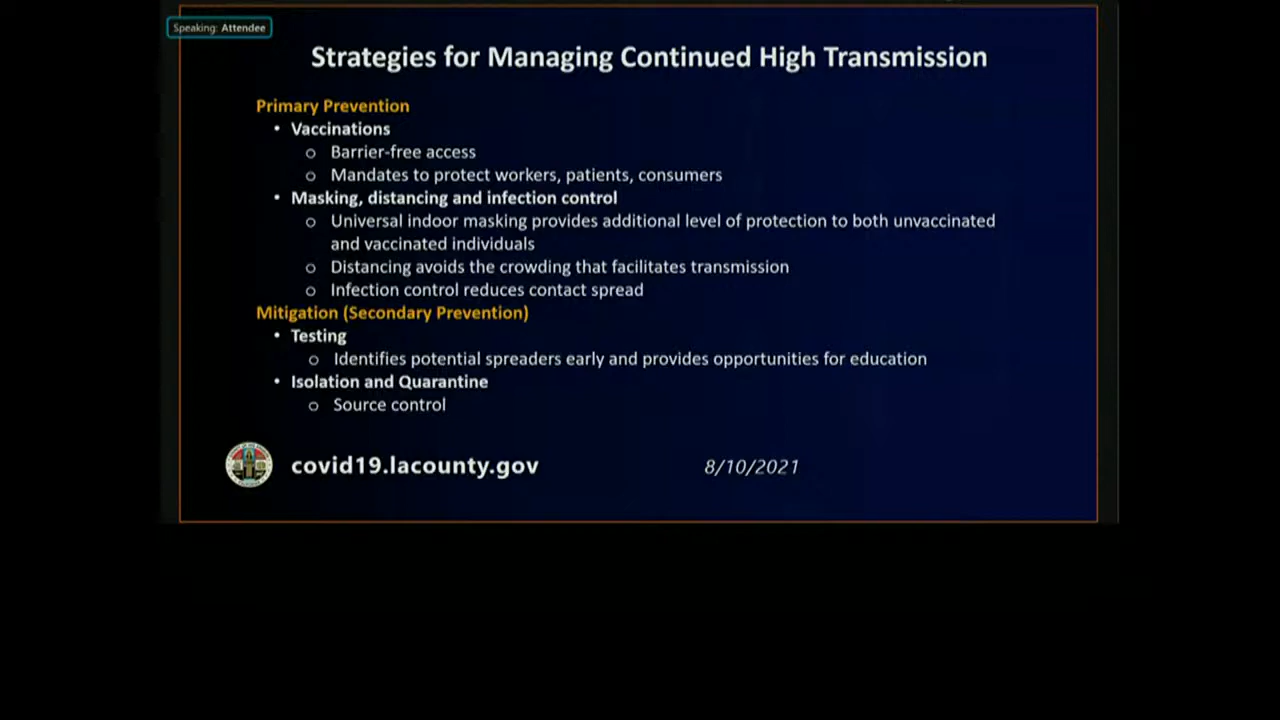 Speaking: Attendee
Strategies for Managing Continued High Transmission
Primary Prevention
• Vaccinations
o Barrier-free access
o Mandates to protect workers, patients, consumers
• Masking, distancing and infection control
o Universal indoor masking provides additional level of protection to both unvaccinated
and vaccinated individuals
o Distancing avoids the crowding that facilitates transmission
o Infection control reduces contact spread
Mitigation (Secondary Prevention)
• Testing
o Identifies potential spreaders early and provides opportunities for education
• Isolation and Quarantine
o Source control
covid19.lacounty.gov
8/10/2021